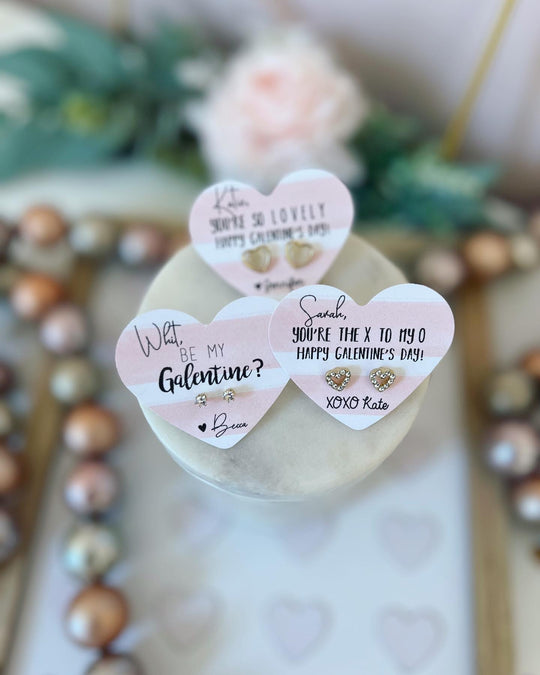 Katie,
YOU'RE SO LOVELY
HAPPY GALENTINE'S DAY!
♥ Jennifer
Whit,
BE MY
Galentine?
♥ Becca
Sarah,
YOU'RE THE X TO MY O
HAPPY GALENTINE'S DAY!
XOXO Kate